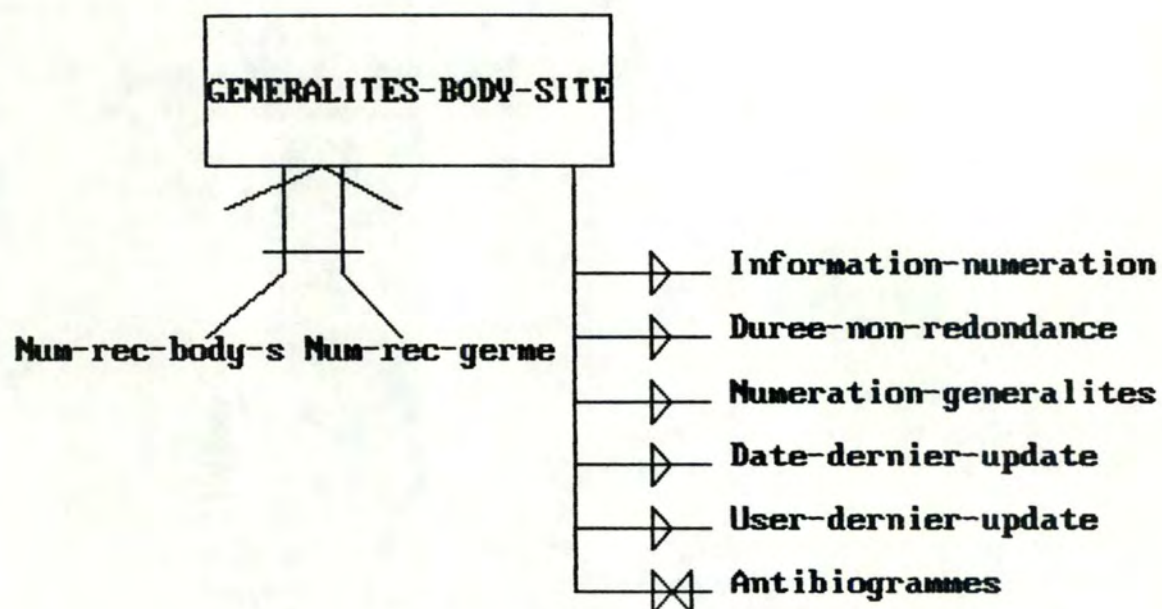 GENERALITES-BODY-SITE
Information-numeration
Duree-non-redondance
Num-rec-body-s Num-rec-germe
Numeration-generalites
Date-dernier-update
User-dernier-update
Antibiogrammes